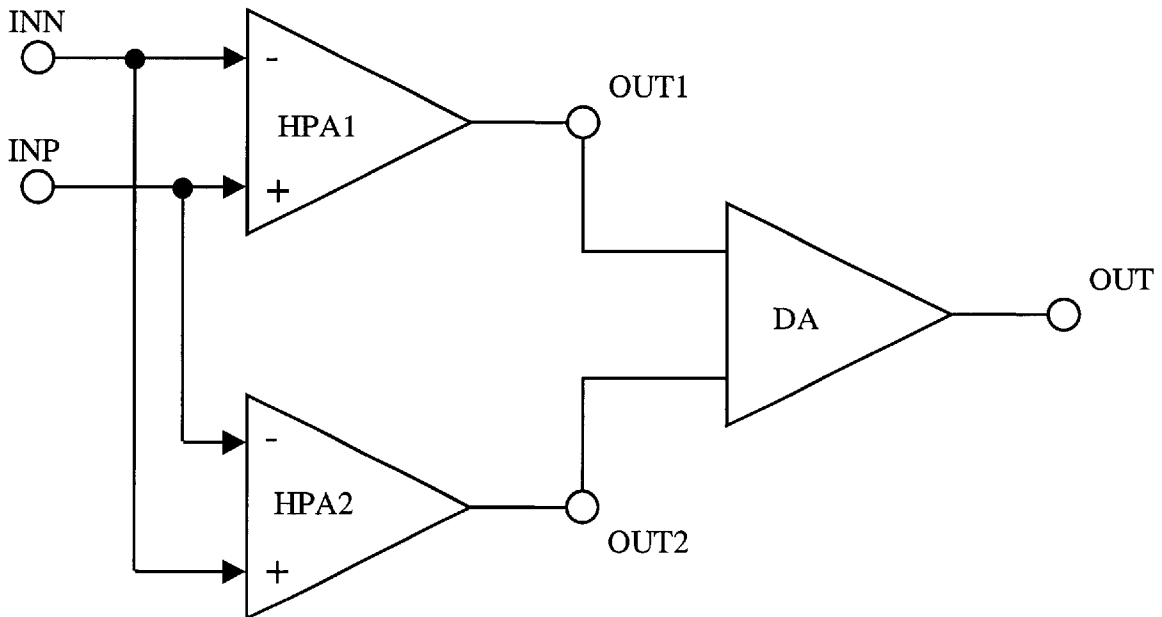 INN
-
HPA1
OUT1
INP
+
DA
OUT
-
HPA2
+
OUT2